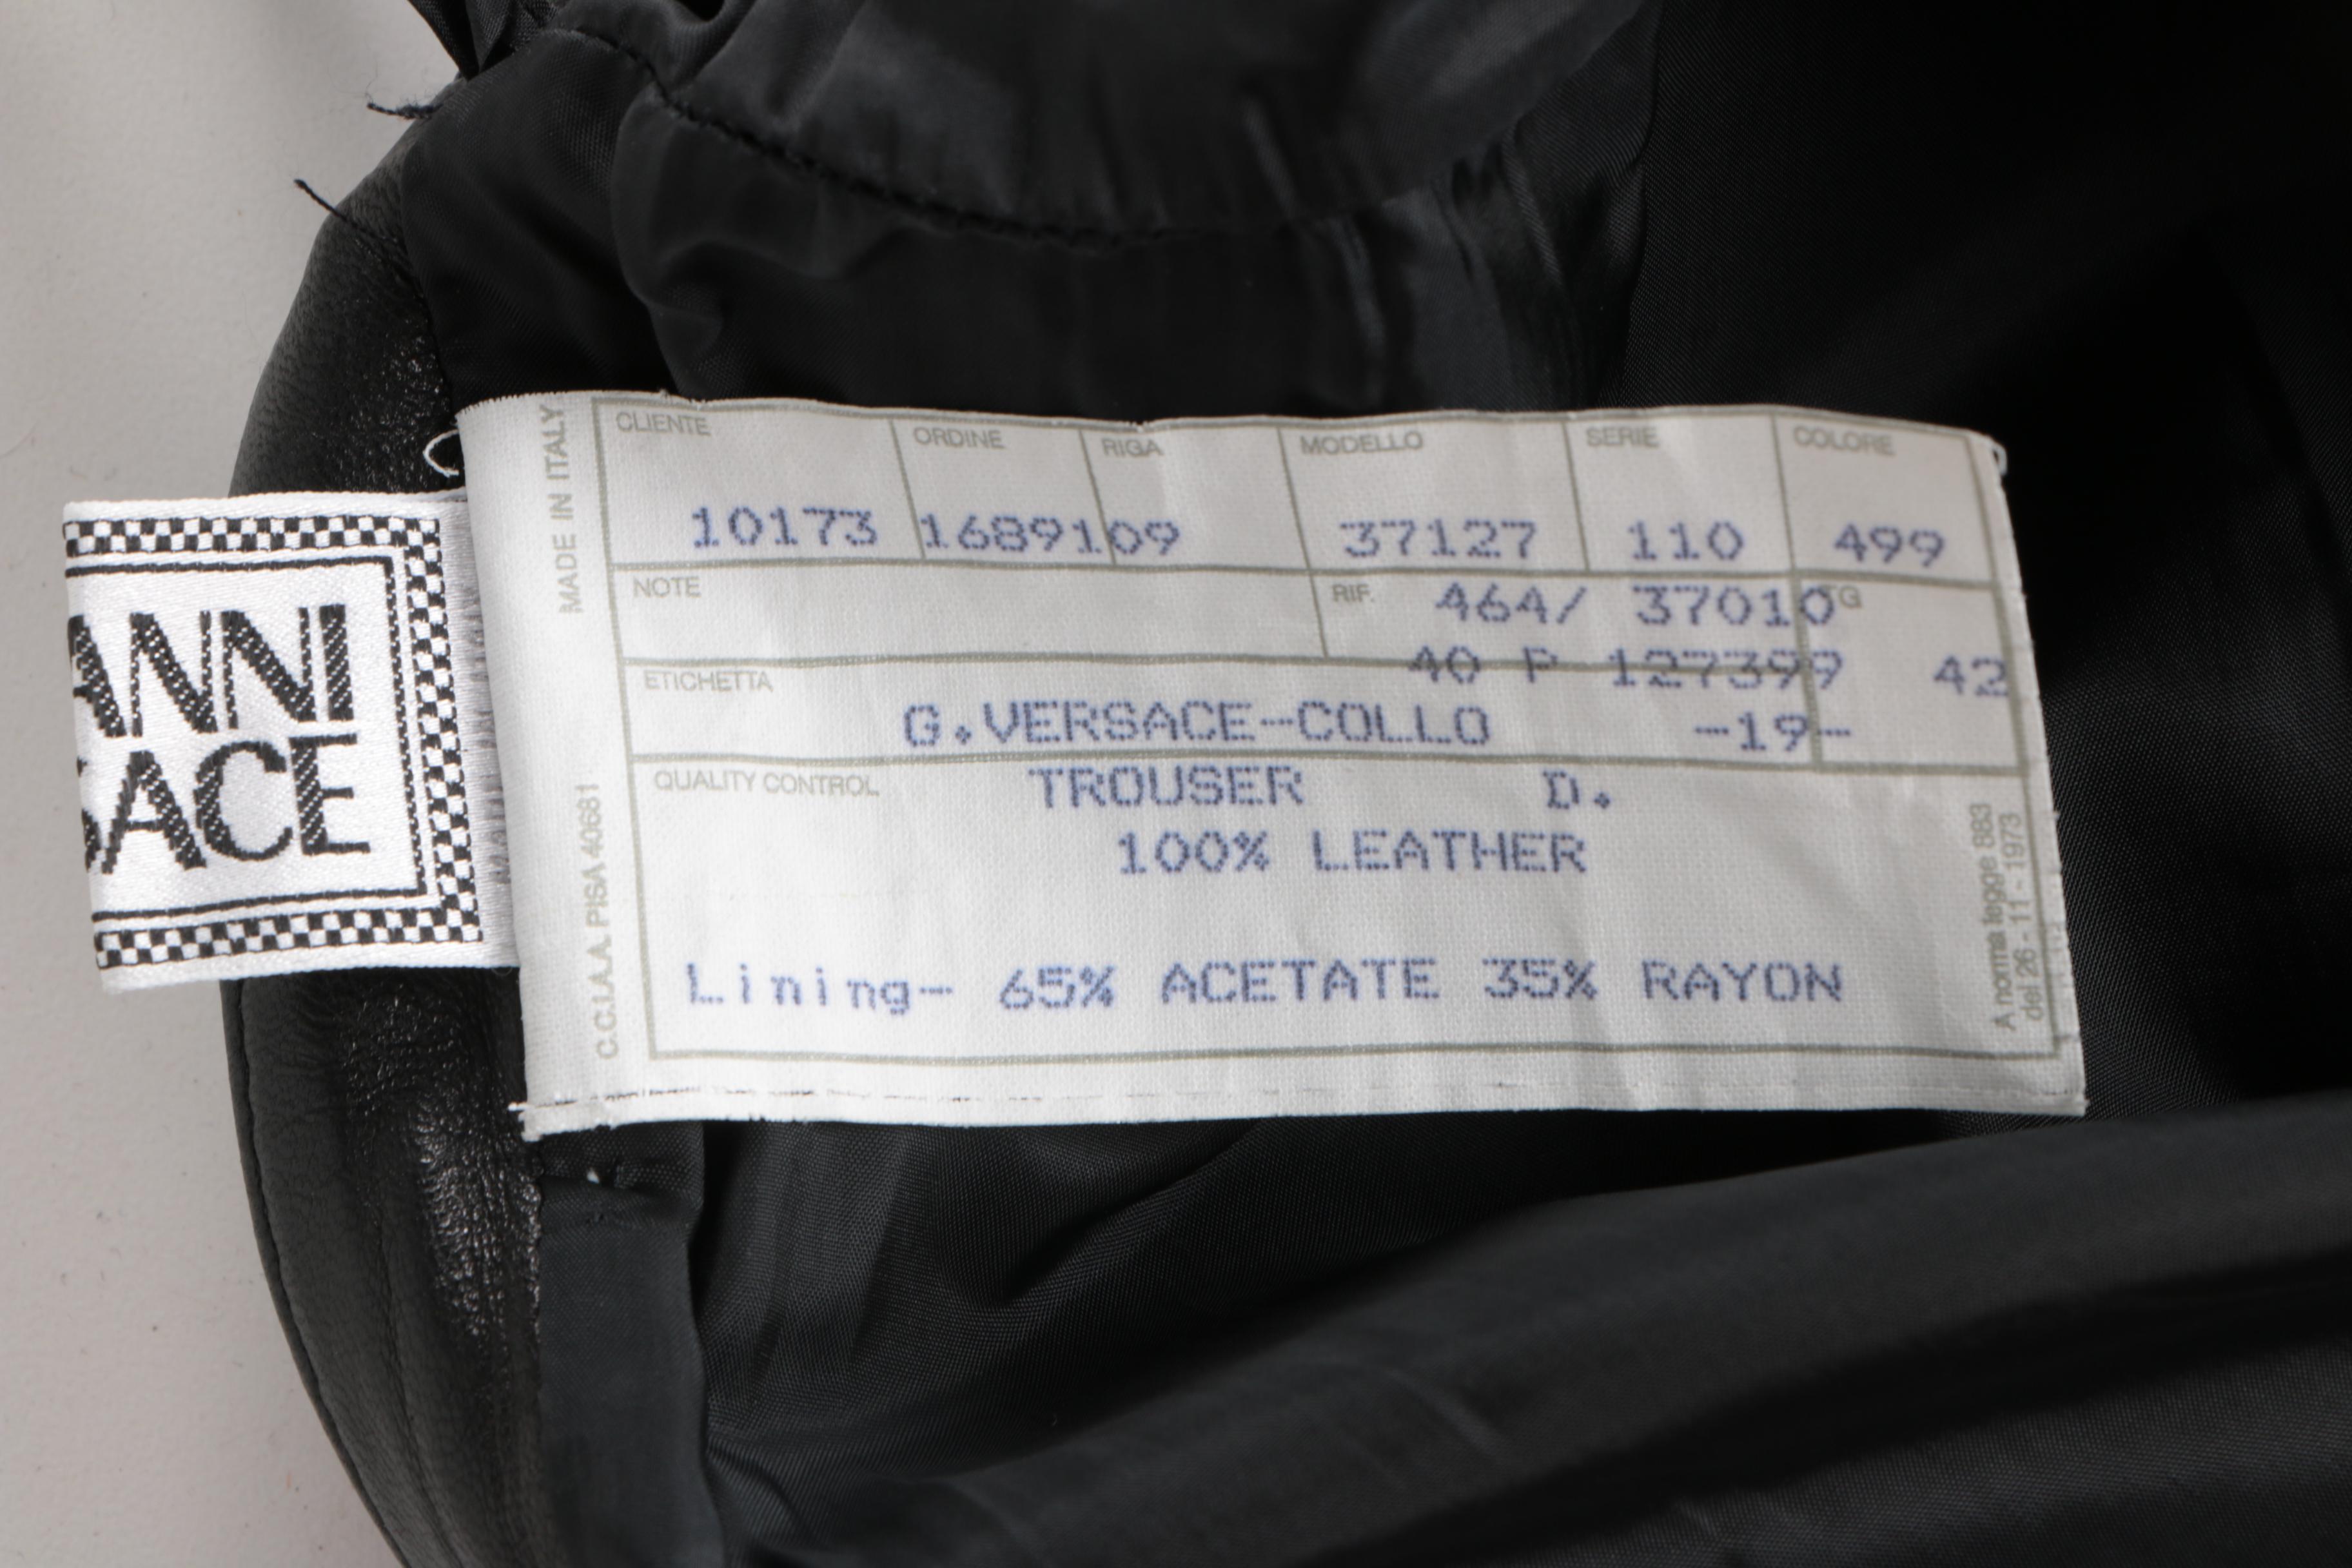 ANNI
SACE
MADE IN ITALY
C.C.I.A.A. PISA 40681
CLIENTE ORDINE RIGA MODELLO SERIE COLORE
10173 1689109 37127 110 499
NOTE RIF. 464/ 37010 TG
40 P 127399 42
ETICHETTA
G.VERSACE-COLLO -19-
QUALITY CONTROL TROUSER D.
100% LEATHER
Lining- 65% ACETATE 35% RAYON
A norma legge 883
del 26 - 11 - 1973